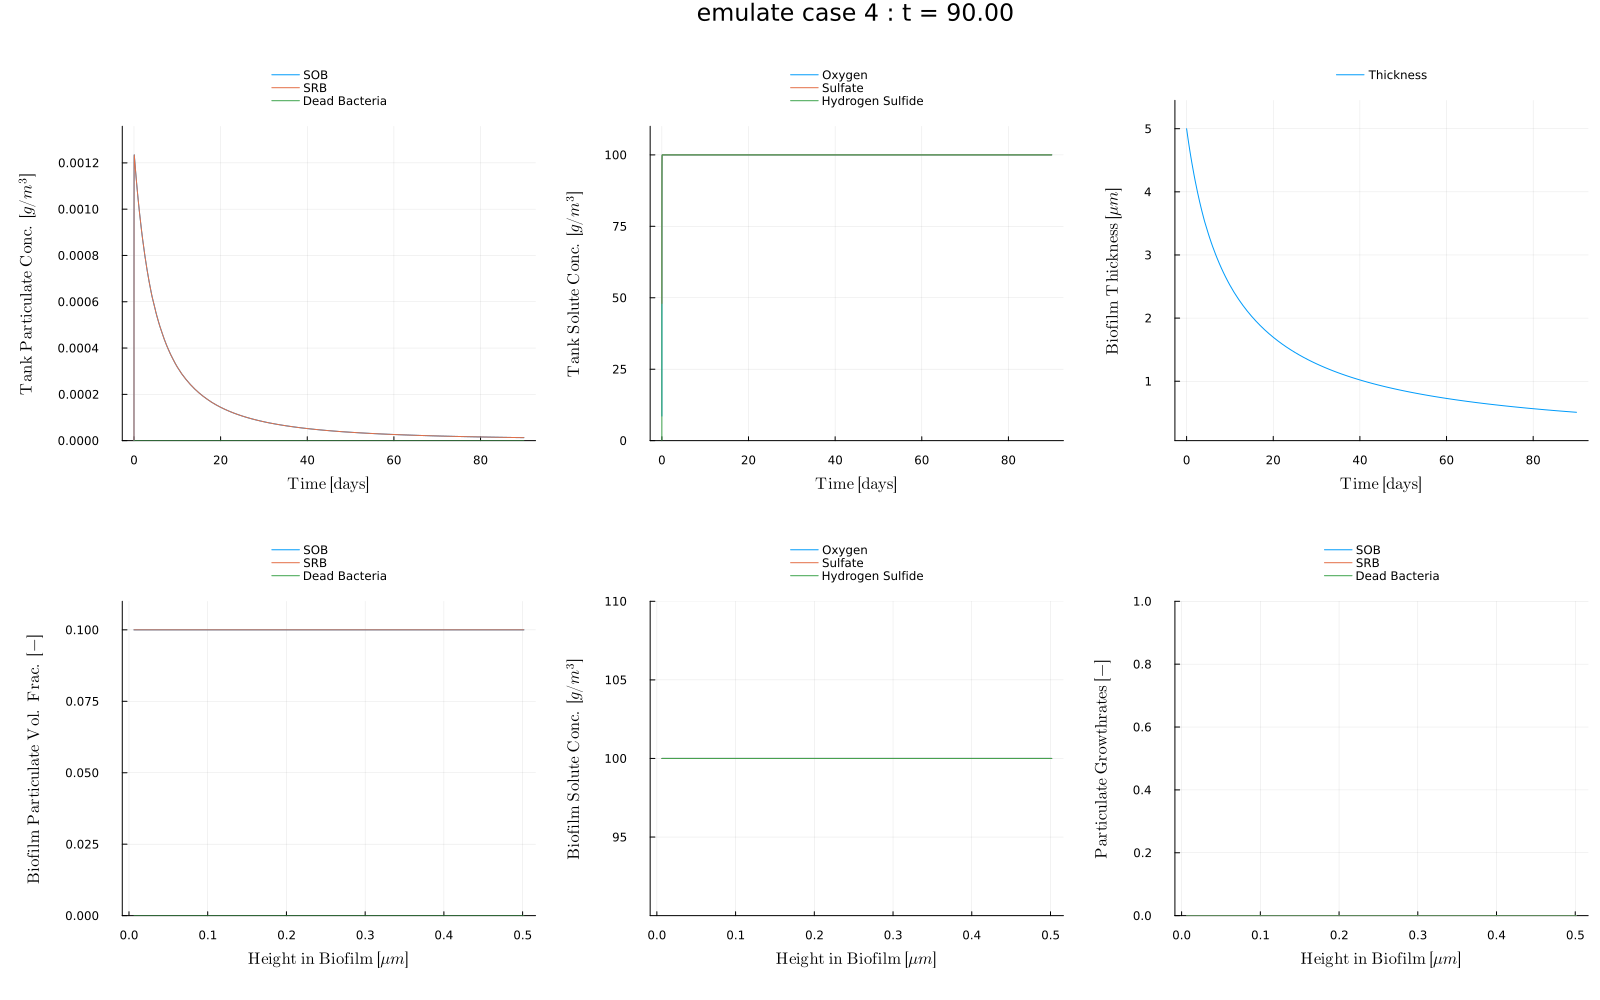 emulate case 4 : t = 90.00
SOB
SRB
Dead Bacteria
Tank Particulate Conc. [g/m³]
0.0012
0.0010
0.0008
0.0006
0.0004
0.0002
0.0000
0 20 40 60 80
Time [days]
Oxygen
Sulfate
Hydrogen Sulfide
Tank Solute Conc. [g/m³]
100
75
50
25
0
0 20 40 60 80
Time [days]
Thickness
Biofilm Thickness [μm]
5
4
3
2
1
0 20 40 60 80
Time [days]
SOB
SRB
Dead Bacteria
Biofilm Particulate Vol. Frac. [−]
0.100
0.075
0.050
0.025
0.000
0.0 0.1 0.2 0.3 0.4 0.5
Height in Biofilm [μm]
Oxygen
Sulfate
Hydrogen Sulfide
Biofilm Solute Conc. [g/m³]
110
105
100
95
0.0 0.1 0.2 0.3 0.4 0.5
Height in Biofilm [μm]
SOB
SRB
Dead Bacteria
Particulate Growthrates [−]
1.0
0.8
0.6
0.4
0.2
0.0
0.0 0.1 0.2 0.3 0.4 0.5
Height in Biofilm [μm]